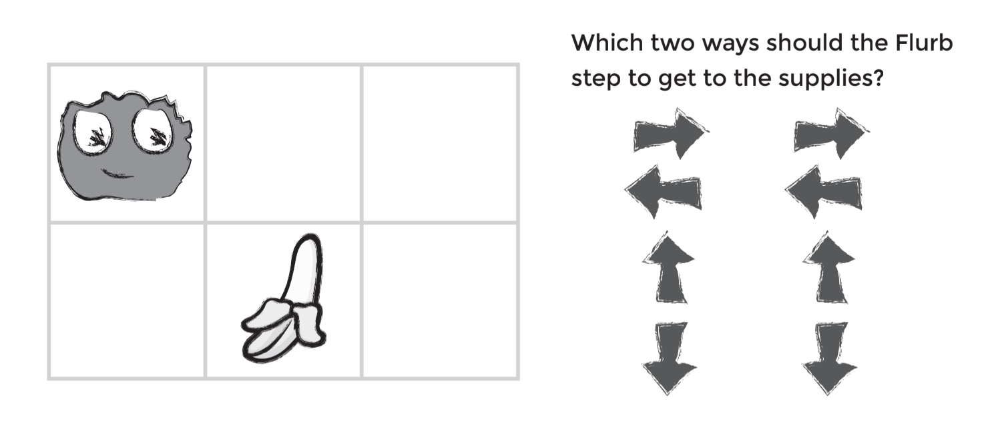 Which two ways should the Flurb
step to get to the supplies?